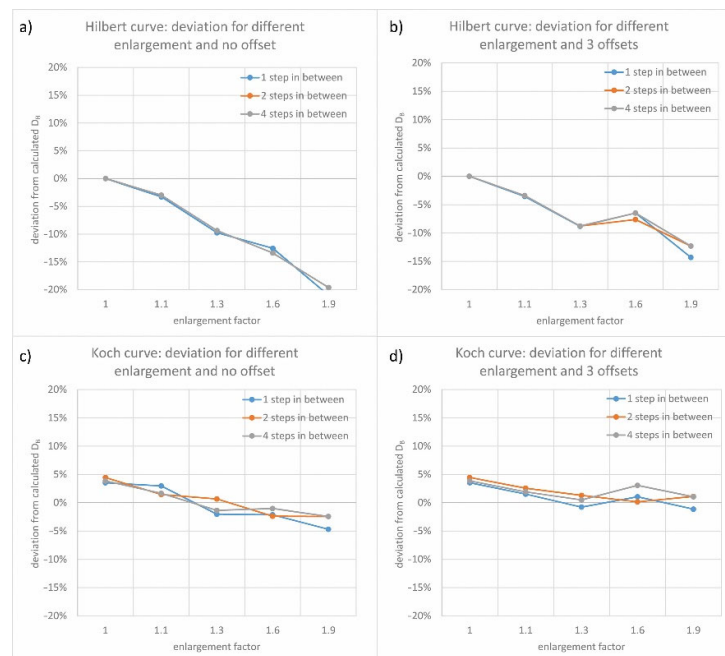 a)
Hilbert curve: deviation for different
enlargement and no offset
20%
15%
10%
5%
0%
-5%
-10%
-15%
-20%
deviation from calculated D_B
1 step in between
2 steps in between
4 steps in between
1 1.1 1.3 1.6 1.9
enlargement factor
b)
Hilbert curve: deviation for different
enlargement and 3 offsets
20%
15%
10%
5%
0%
-5%
-10%
-15%
-20%
deviation from calculated D_B
1 step in between
2 steps in between
4 steps in between
1 1.1 1.3 1.6 1.9
enlargement factor
c)
Koch curve: deviation for different
enlargement and no offset
20%
15%
10%
5%
0%
-5%
-10%
-15%
-20%
deviation from calculated D_B
1 step in between
2 steps in between
4 steps in between
1 1.1 1.3 1.6 1.9
enlargement factor
d)
Koch curve: deviation for different
enlargement and 3 offsets
20%
15%
10%
5%
0%
-5%
-10%
-15%
-20%
deviation from calculated D_B
1 step in between
2 steps in between
4 steps in between
1 1.1 1.3 1.6 1.9
enlargement factor